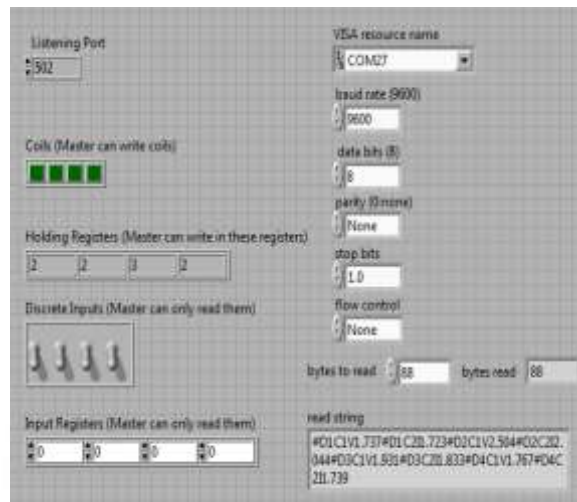 Listening Port
502
Coils (Master can write coils)
Holding Registers (Master can write in these registers)
2 2 3 2
Discrete Inputs (Master can only read them)
Input Registers (Master can only read them)
0 0 0 0
VISA resource name
COM27
baud rate (9600)
9600
data bits (8)
8
parity (0:none)
None
stop bits
1.0
flow control
None
bytes to read 88 bytes read 88
read string
#D1C1V1.737#D1C2I1.723#D2C1V2.504#D2C2I2.
044#D3C1V1.931#D3C2I1.833#D4C1V1.767#D4C
2I1.739